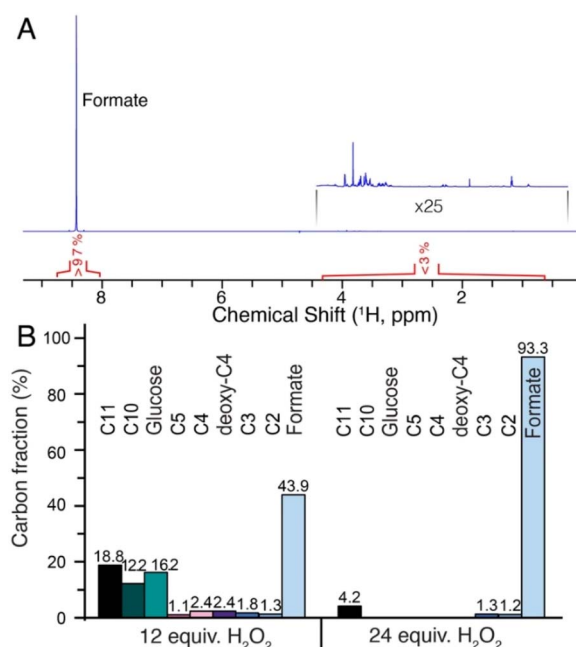 A
Formate
x25
>97 %
<3 %
8
6
4
2
Chemical Shift (¹H, ppm)
B
Carbon fraction (%)
100
80
60
40
20
0
C11
C10
Glucose
C5
C4
deoxy-C4
C3
C2
Formate
C11
C10
Glucose
C5
C4
deoxy-C4
C3
C2
Formate
18.8
12.2
16.2
1.1
2.4
2.4
1.8
1.3
43.9
4.2
1.3
1.2
93.3
12 equiv. H₂O₂
24 equiv. H₂O₂